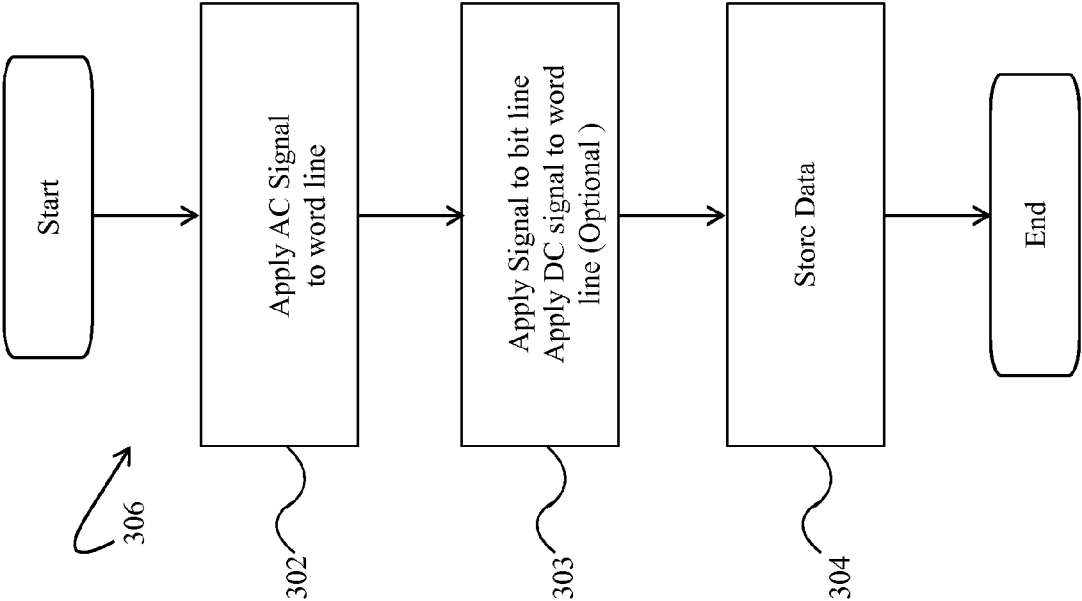 Start
306
Apply AC Signal
to word line
302
Apply Signal to bit line
Apply DC signal to word
line (Optional )
303
Storc Data
304
End